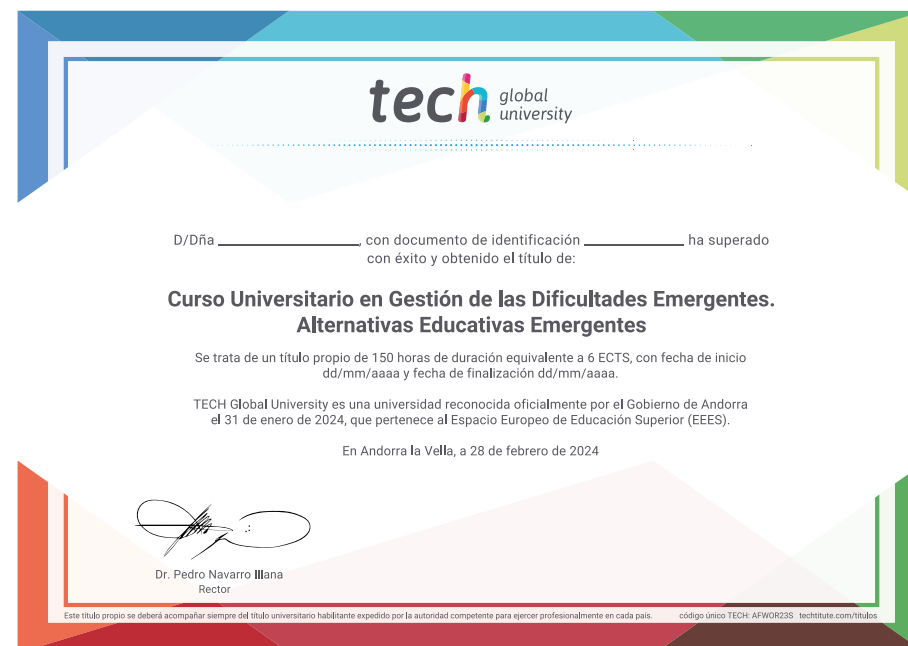 tech global university
D/Dña ____________________, con documento de identificación ______________ ha superado
con éxito y obtenido el título de:
Curso Universitario en Gestión de las Dificultades Emergentes.
Alternativas Educativas Emergentes
Se trata de un título propio de 150 horas de duración equivalente a 6 ECTS, con fecha de inicio
dd/mm/aaaa y fecha de finalización dd/mm/aaaa.
TECH Global University es una universidad reconocida oficialmente por el Gobierno de Andorra
el 31 de enero de 2024, que pertenece al Espacio Europeo de Educación Superior (EEES).
En Andorra la Vella, a 28 de febrero de 2024
Dr. Pedro Navarro Illana
Rector
Este título propio se deberá acompañar siempre del título universitario habilitante expedido por la autoridad competente para ejercer profesionalmente en cada país. código único TECH: AFWOR23S techtitute.com/titulos